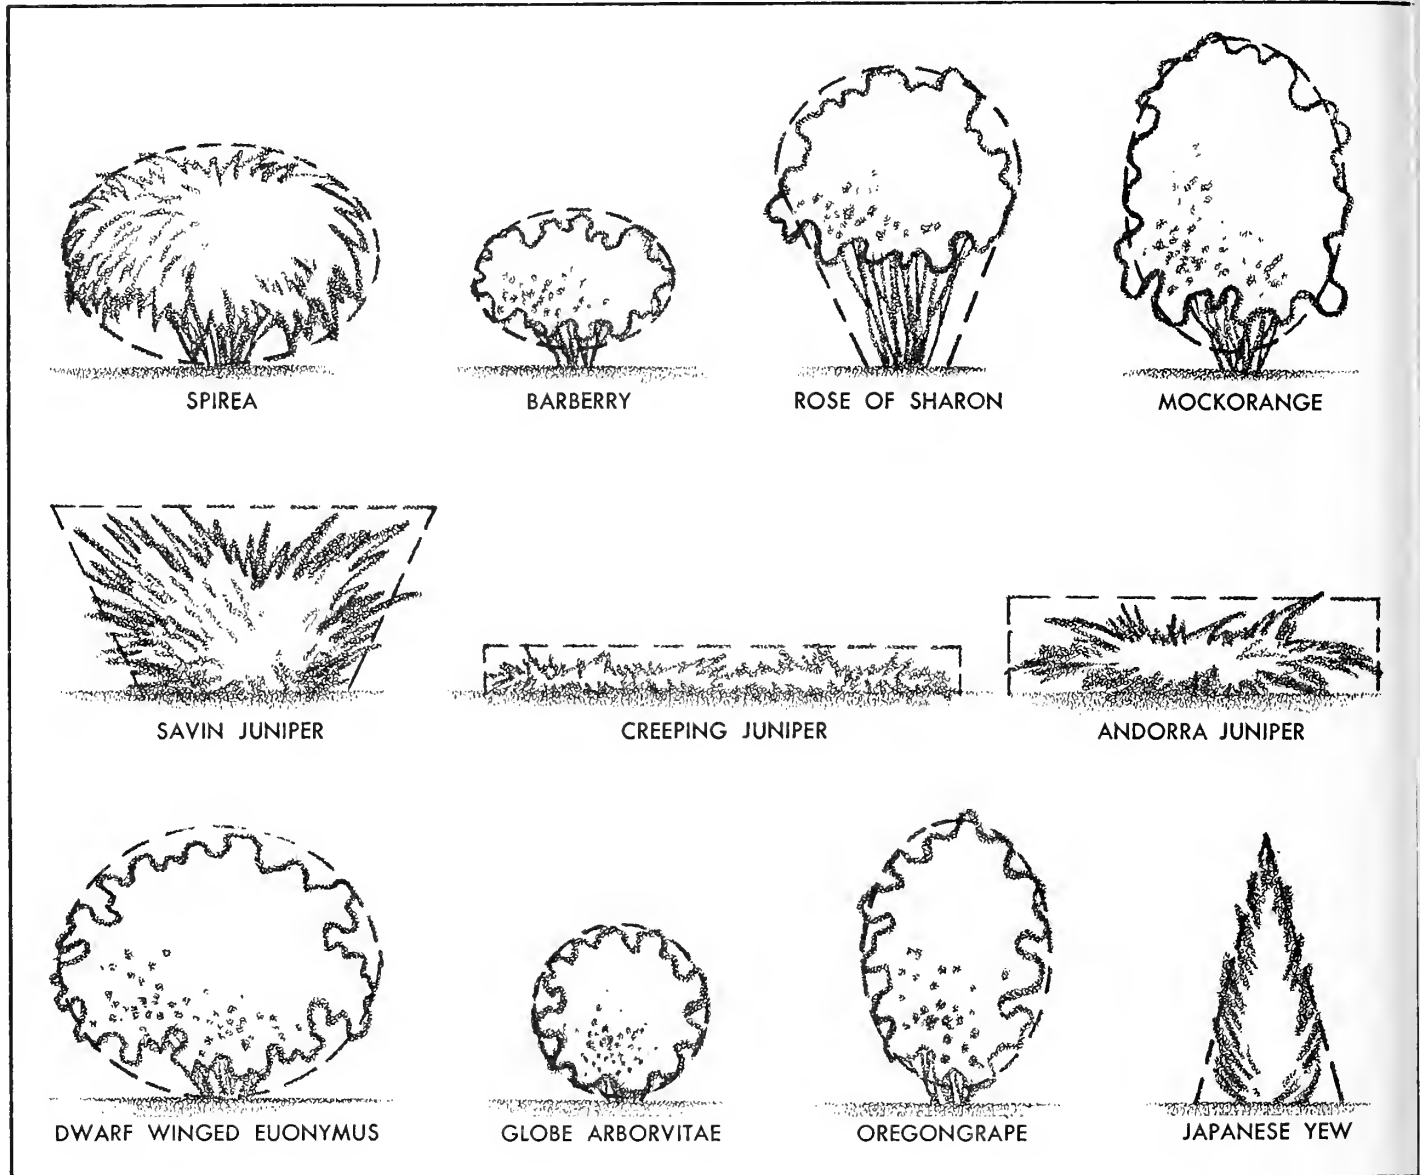 SPIREA
BARBERRY
ROSE OF SHARON
MOCKORANGE
SAVIN JUNIPER
CREEPING JUNIPER
ANDORRA JUNIPER
DWARF WINGED EUONYMUS
GLOBE ARBORVITAE
OREGONGRAPE
JAPANESE YEW